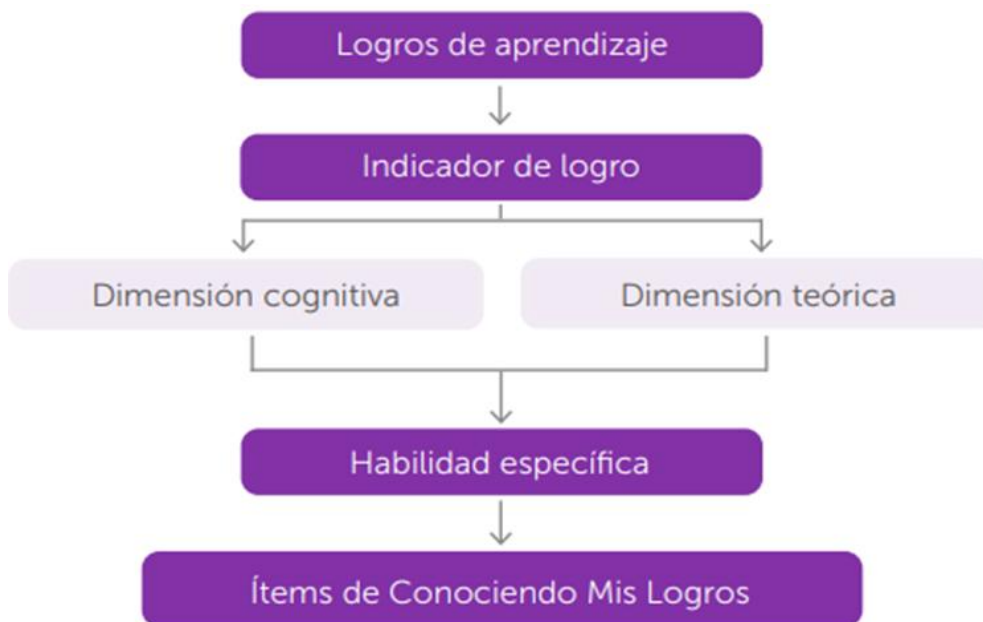 Logros de aprendizaje
Indicador de logro
Dimensión cognitiva
Dimensión teórica
Habilidad específica
Ítems de Conociendo Mis Logros